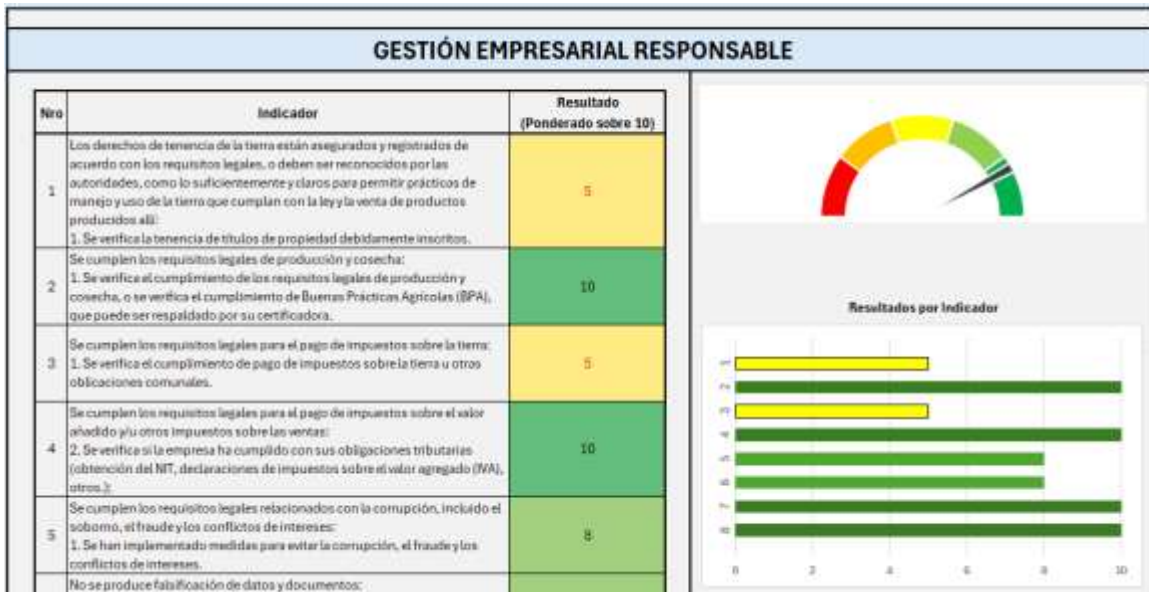 GESTIÓN EMPRESARIAL RESPONSABLE
Nro
Indicador
Resultado
(Ponderado sobre 10)
1
Los derechos de tenencia de la tierra están asegurados y registrados de
acuerdo con los requisitos legales, o deben ser reconocidos por las
autoridades, como lo suficientemente y claros para permitir prácticas de
manejo y uso de la tierra que cumplan con la ley y la venta de productos
producidos allí:
1. Se verifica la tenencia de títulos de propiedad debidamente inscritos.
5
2
Se cumplen los requisitos legales de producción y cosecha:
1. Se verifica el cumplimiento de los requisitos legales de producción y
cosecha, o se verifica el cumplimiento de Buenas Prácticas Agrícolas (BPA),
que puede ser respaldado por su certificadora.
10
3
Se cumplen los requisitos legales para el pago de impuestos sobre la tierra:
1. Se verifica el cumplimiento de pago de impuestos sobre la tierra u otras
oblicaciones comunales.
5
4
Se cumplen los requisitos legales para el pago de impuestos sobre el valor
añadido y/u otros impuestos sobre las ventas:
2. Se verifica si la empresa ha cumplido con sus obligaciones tributarias
(obtención del NIT, declaraciones de impuestos sobre el valor agregado (IVA),
otros.):
10
5
Se cumplen los requisitos legales relacionados con la corrupción, incluido el
soborno, el fraude y los conflictos de intereses:
1. Se han implementado medidas para evitar la corrupción, el fraude y los
conflictos de intereses.
8
No se produce falsificación de datos y documentos:
Resultados por Indicador
1
2
3
4
5
6
7
8
0 2 4 6 8 10